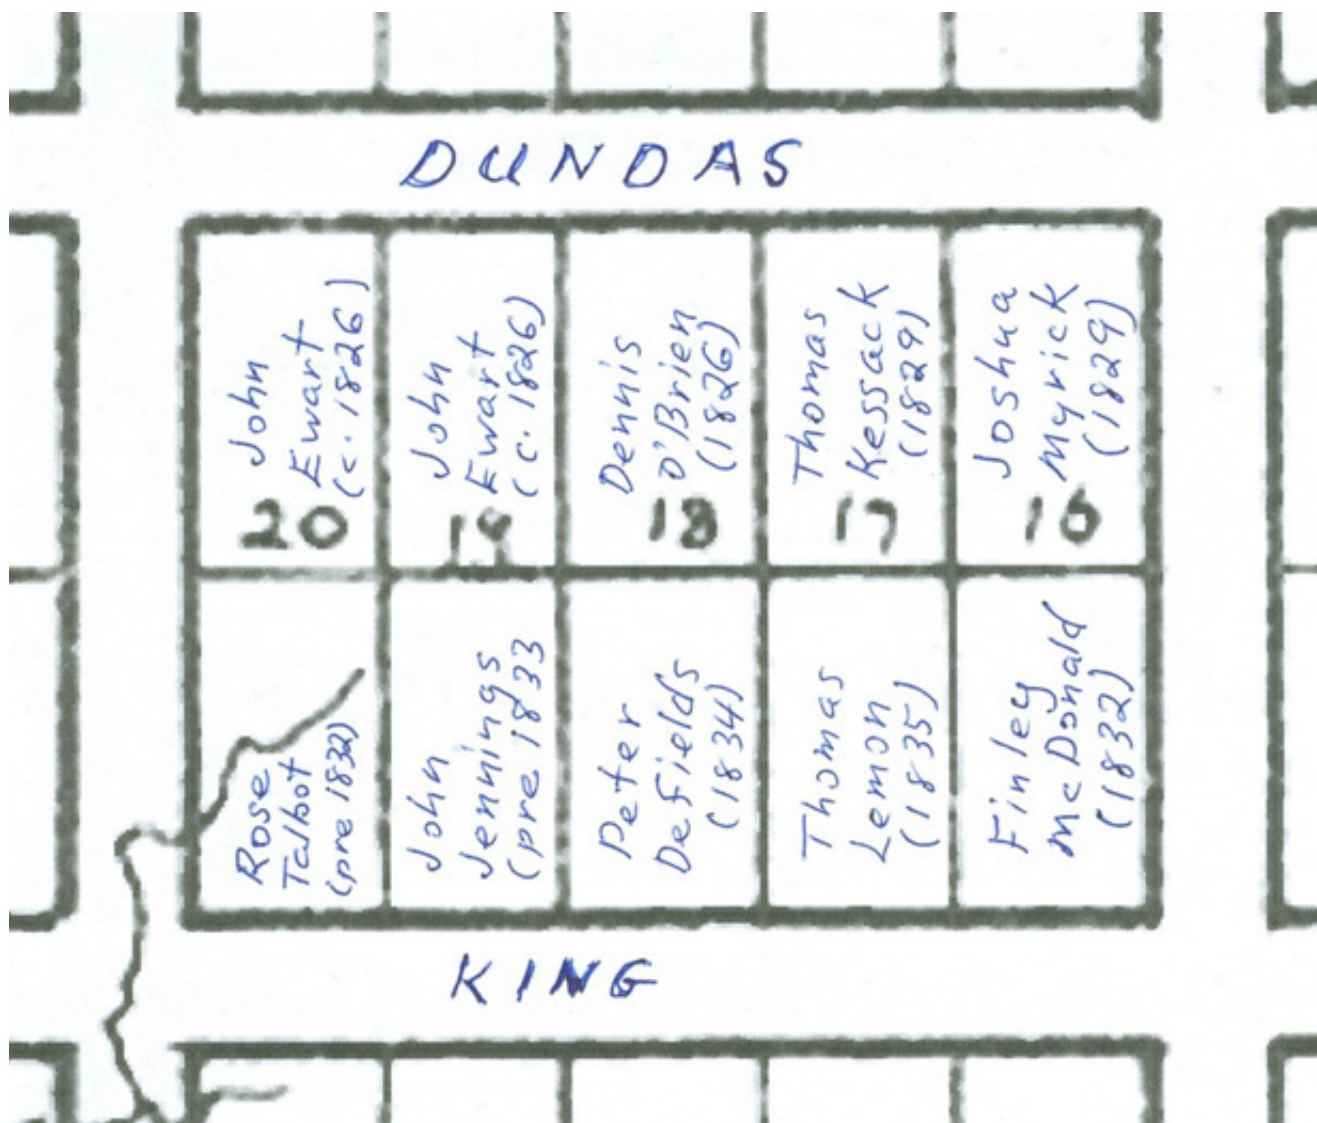 DUNDAS
John
Ewart
(c. 1826)
20
John
Ewart
(c. 1826)
19
Dennis
O'Brien
(1826)
18
Thomas
Kessack
(1829)
17
Joshua
Myrick
(1829)
16
Rose
Talbot
(pre 1832)
John
Jennings
(pre 1833
Peter
DeFields
(1834)
Thomas
Lemon
(1835)
Finley
McDonald
(1832)
KING